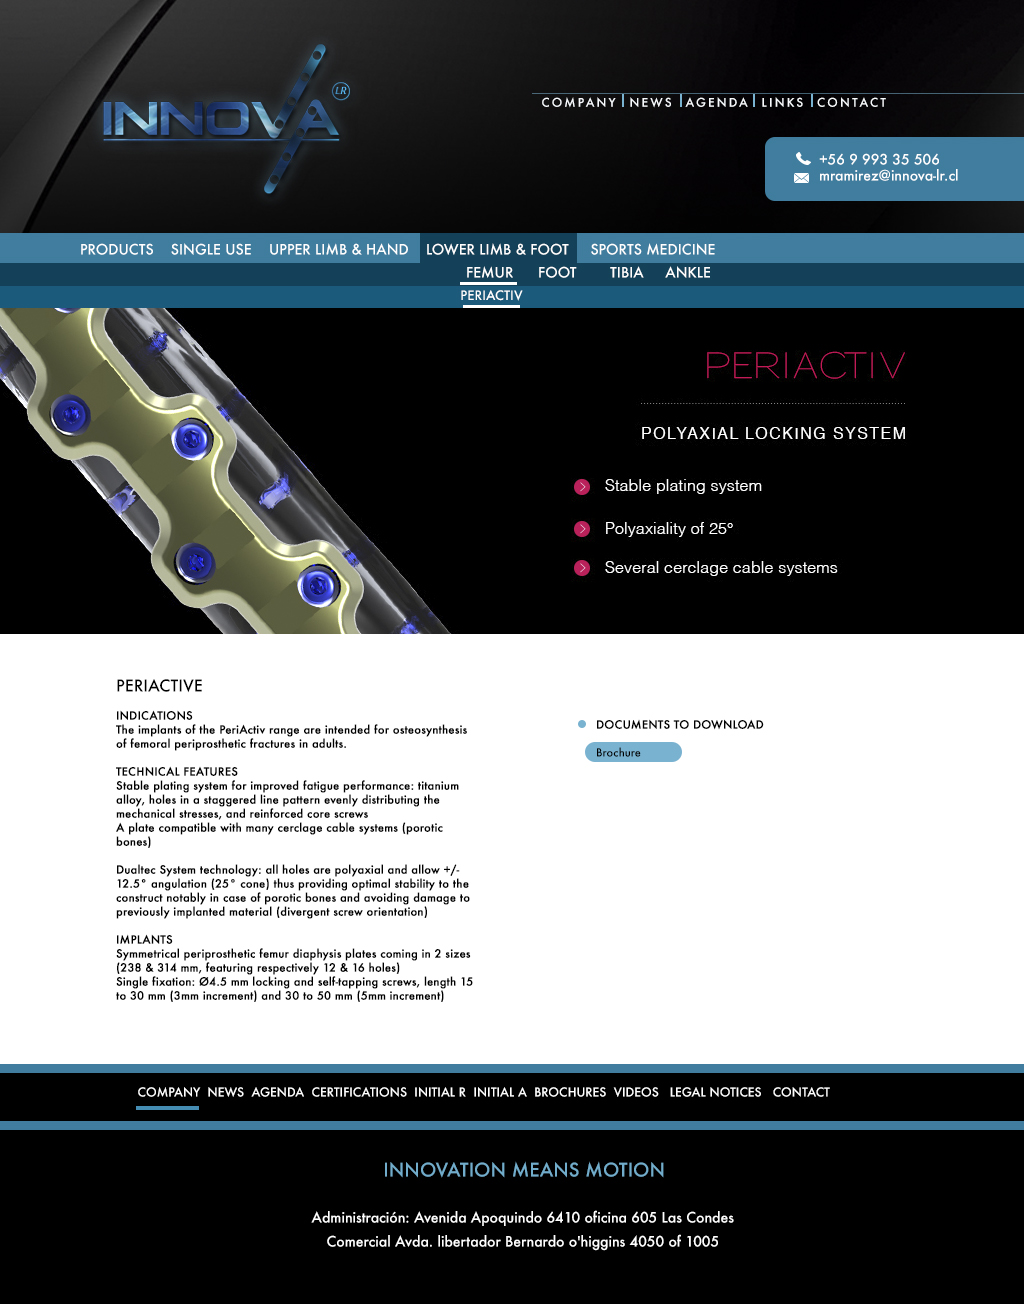 INNOVA LR
COMPANY NEWS AGENDA LINKS CONTACT
+56 9 993 35 506
mramirez@innova-lr.cl
PRODUCTS SINGLE USE UPPER LIMB & HAND LOWER LIMB & FOOT SPORTS MEDICINE
FEMUR FOOT TIBIA ANKLE
PERIACTIV
PERIACTIV
POLYAXIAL LOCKING SYSTEM
Stable plating system
Polyaxiality of 25°
Several cerclage cable systems
PERIACTIVE
INDICATIONS
The implants of the PeriActiv range are intended for osteosynthesis
of femoral periprosthetic fractures in adults.
TECHNICAL FEATURES
Stable plating system for improved fatigue performance: titanium
alloy, holes in a staggered line pattern evenly distributing the
mechanical stresses, and reinforced core screws
A plate compatible with many cerclage cable systems (porotic
bones)
Dualtec System technology: all holes are polyaxial and allow +/-
12.5° angulation (25° cone) thus providing optimal stability to the
construct notably in case of porotic bones and avoiding damage to
previously implanted material (divergent screw orientation)
IMPLANTS
Symmetrical periprosthetic femur diaphysis plates coming in 2 sizes
(238 & 314 mm, featuring respectively 12 & 16 holes)
Single fixation: Ø4.5 mm locking and self-tapping screws, length 15
to 30 mm (3mm increment) and 30 to 50 mm (5mm increment)
DOCUMENTS TO DOWNLOAD
Brochure
COMPANY NEWS AGENDA CERTIFICATIONS INITIAL R INITIAL A BROCHURES VIDEOS LEGAL NOTICES CONTACT
INNOVATION MEANS MOTION
Administración: Avenida Apoquindo 6410 oficina 605 Las Condes
Comercial Avda. libertador Bernardo o'higgins 4050 of 1005